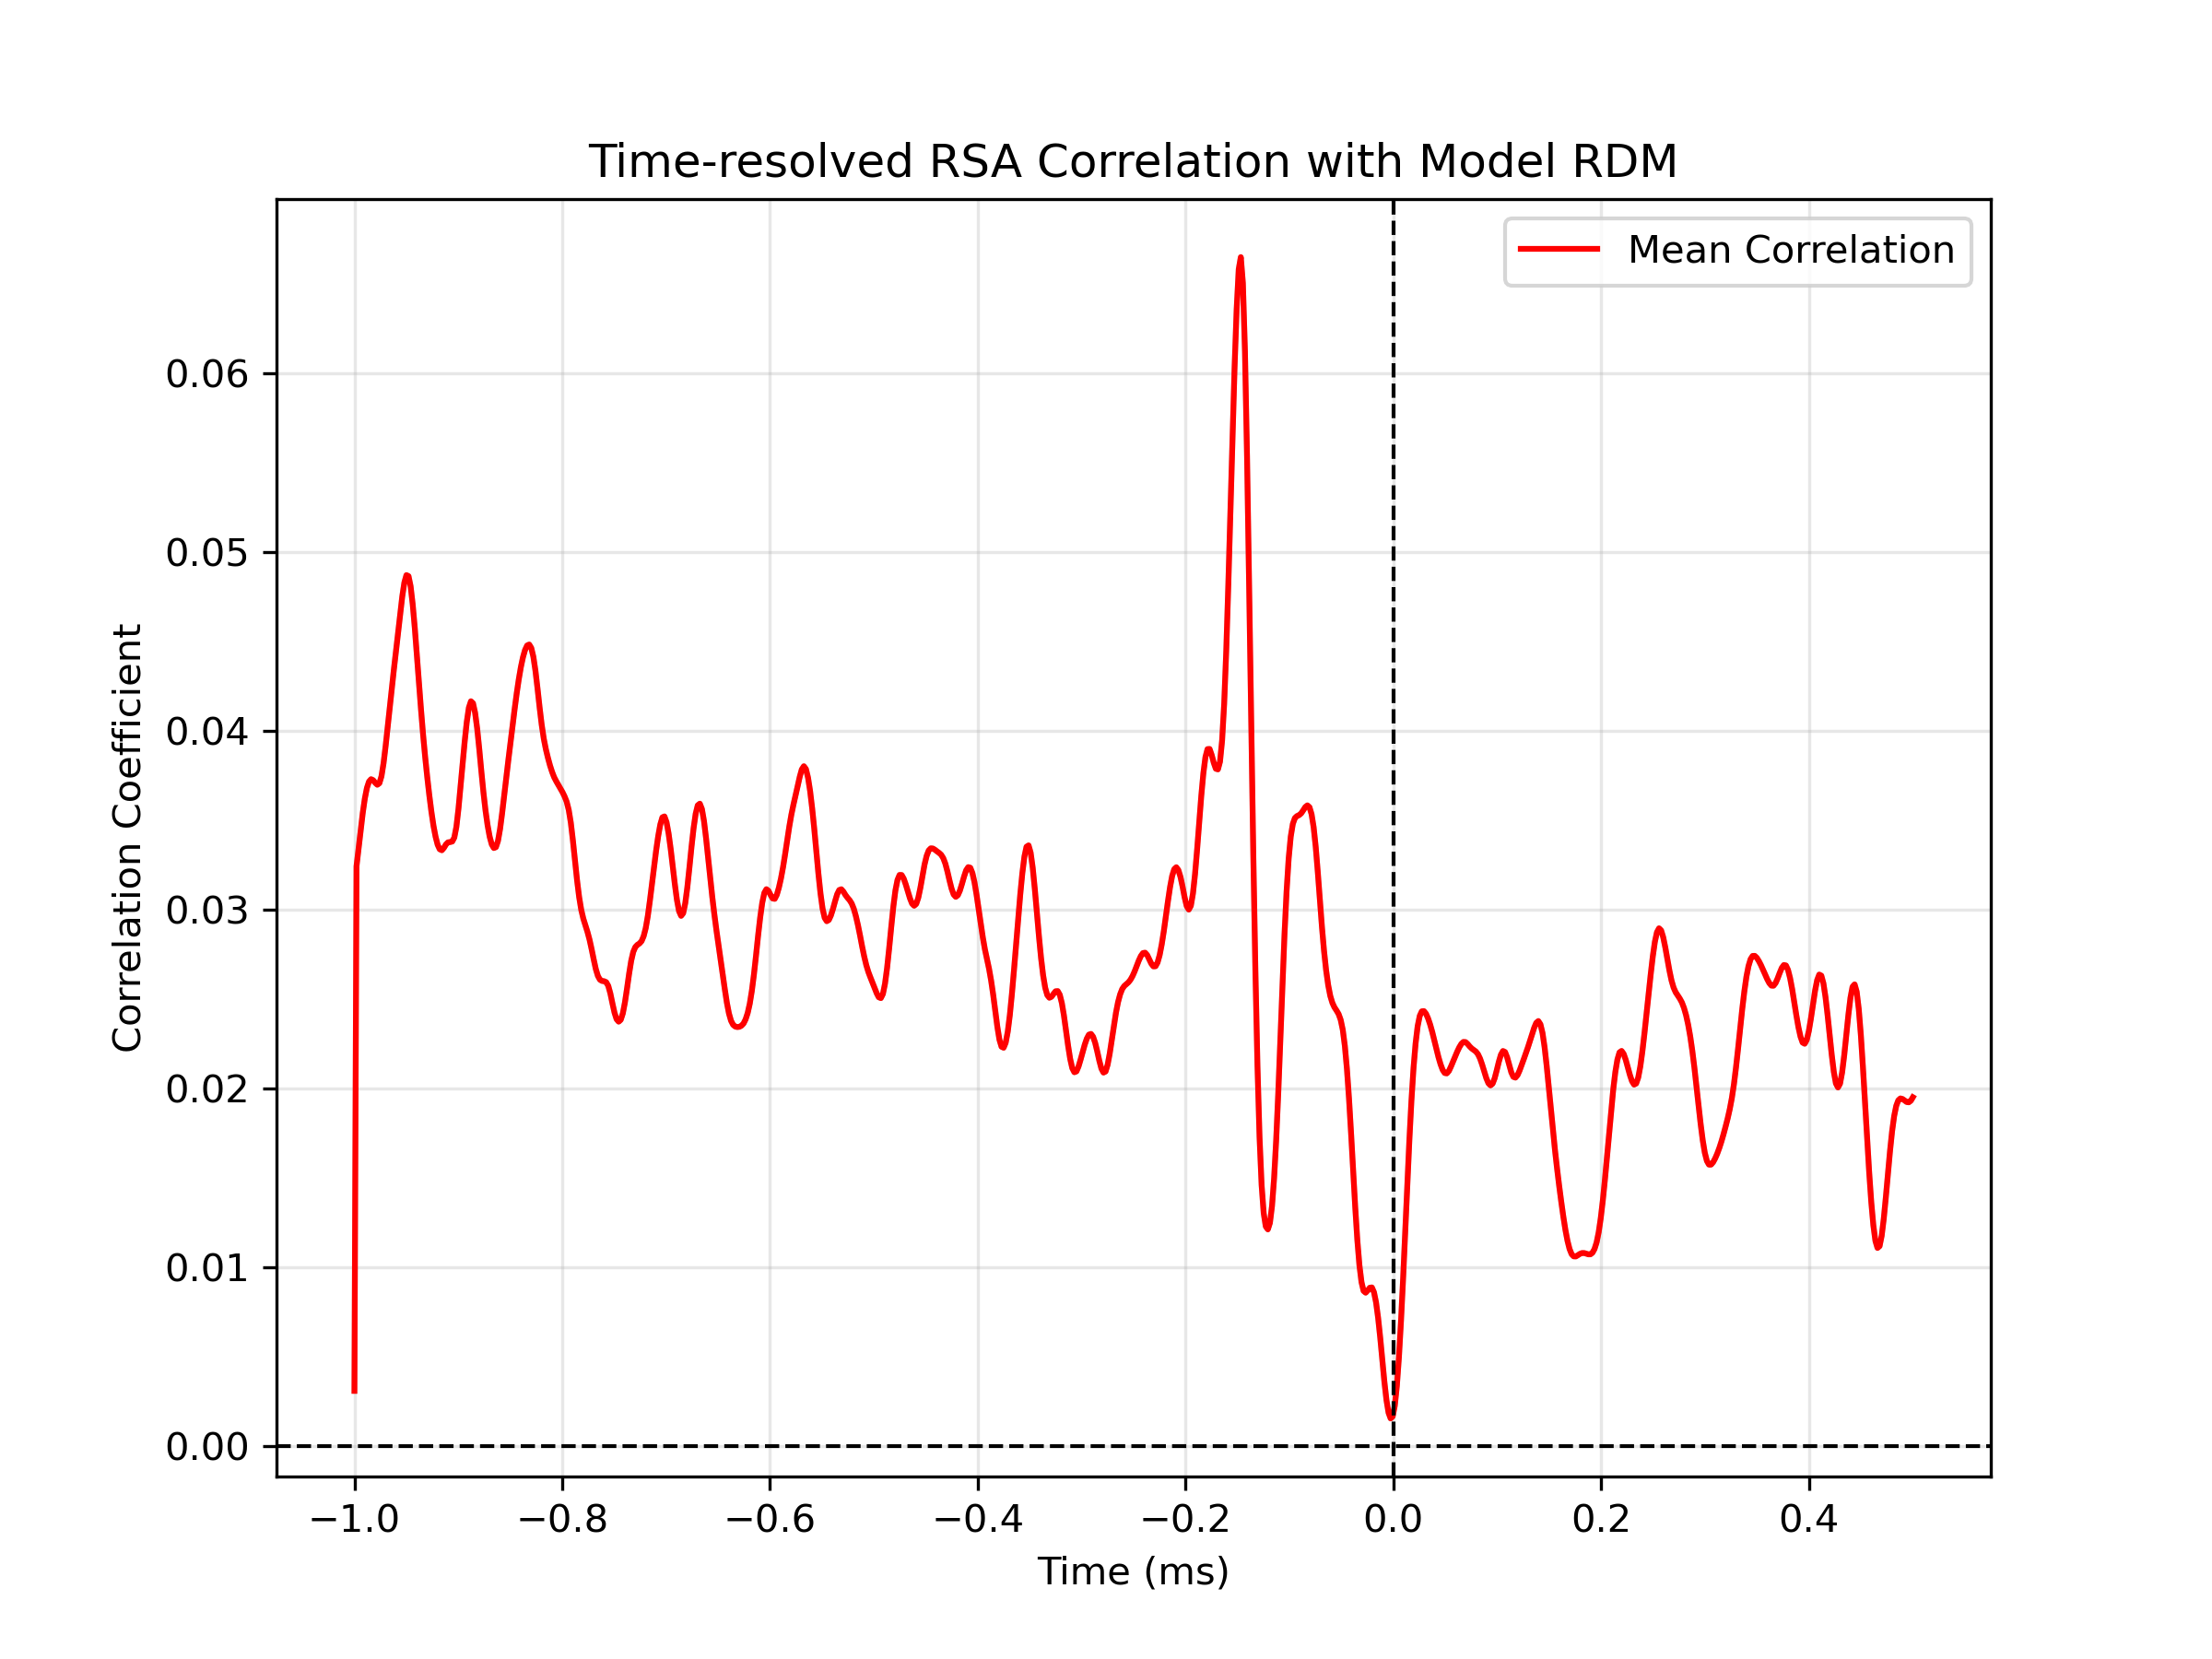 Time-resolved RSA Correlation with Model RDM
Mean Correlation
Correlation Coefficient
0.06
0.05
0.04
0.03
0.02
0.01
0.00
−1.0 −0.8 −0.6 −0.4 −0.2 0.0 0.2 0.4
Time (ms)